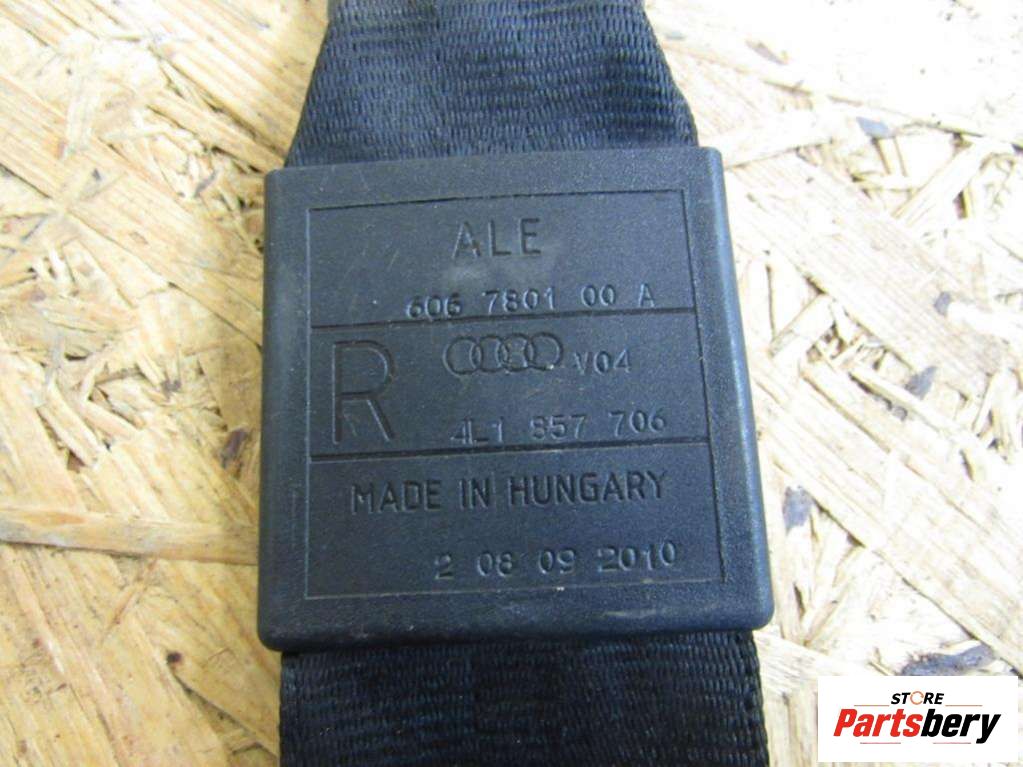 ALE
606 7801 00 A
R V04
4L1 857 706
MADE IN HUNGARY
2 08 09 2010
STORE
Partsbery